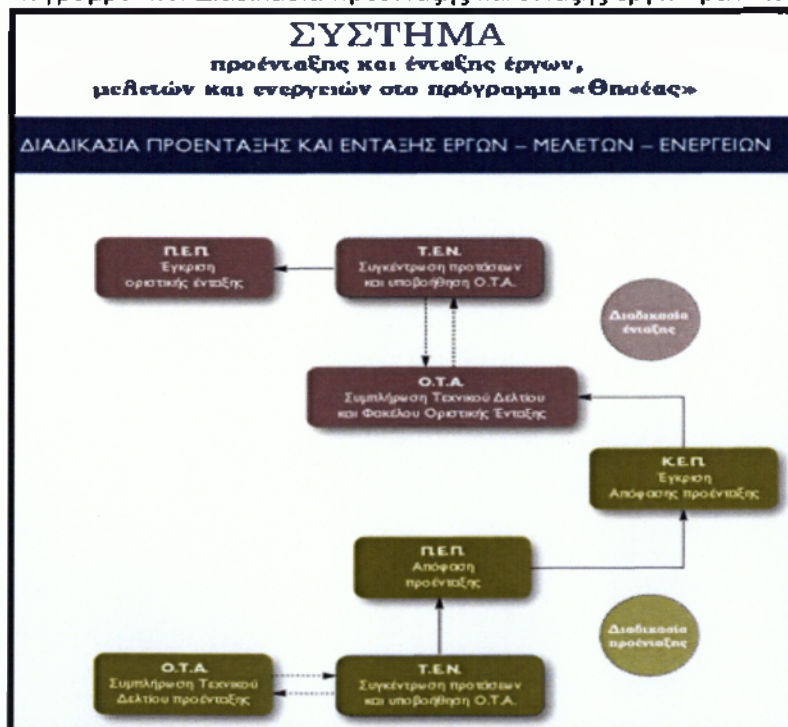 ΣΥΣΤΗΜΑ
προένταξης και ένταξης έργων,
μελετών και ενεργειών στο πρόγραμμα «Θησέας»
ΔΙΑΔΙΚΑΣΙΑ ΠΡΟΕΝΤΑΞΗΣ ΚΑΙ ΕΝΤΑΞΗΣ ΕΡΓΩΝ – ΜΕΛΕΤΩΝ – ΕΝΕΡΓΕΙΩΝ
Π.Ε.Π.
Έγκριση
οριστικής ένταξης
Τ.Ε.Ν.
Συγκέντρωση προτάσεων
και υποβοήθηση Ο.Τ.Α.
Διαδικασία
ένταξης
Ο.Τ.Α.
Συμπλήρωση Τεχνικού Δελτίου
και Φακέλου Οριστικής Ένταξης
Κ.Ε.Π.
Έγκριση
Απόφασης προένταξης
Π.Ε.Π.
Απόφαση
προένταξης
Διαδικασία
προένταξης
Ο.Τ.Α.
Συμπλήρωση Τεχνικού
Δελτίου προένταξης
Τ.Ε.Ν.
Συγκέντρωση προτάσεων
και υποβοήθηση Ο.Τ.Α.